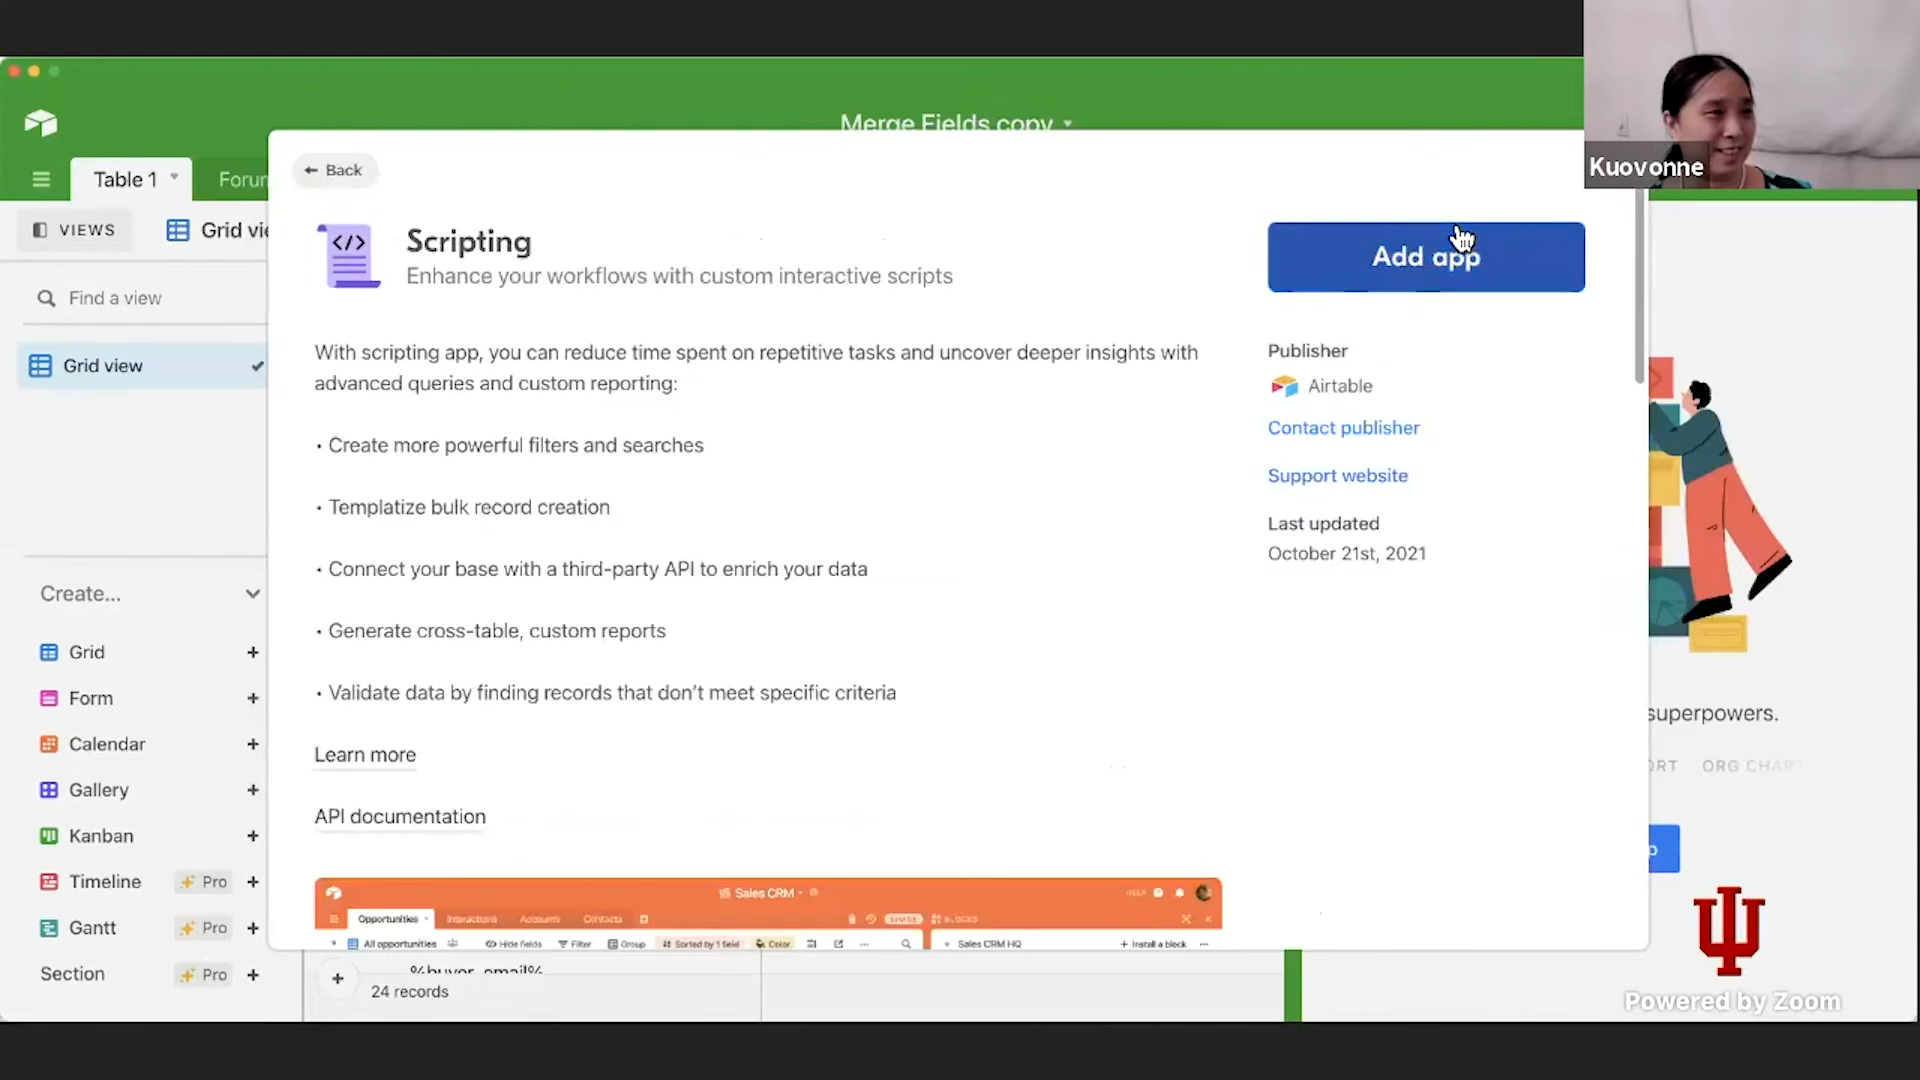 Merge Fields copy
Kuovonne
Table 1
Forun
Back
VIEWS
Grid vie
Find a view
Grid view
Scripting
Enhance your workflows with custom interactive scripts
Add app
With scripting app, you can reduce time spent on repetitive tasks and uncover deeper insights with
advanced queries and custom reporting:
• Create more powerful filters and searches
• Templatize bulk record creation
• Connect your base with a third-party API to enrich your data
• Generate cross-table, custom reports
• Validate data by finding records that don't meet specific criteria
Learn more
API documentation
Publisher
Airtable
Contact publisher
Support website
Last updated
October 21st, 2021
superpowers.
ORT ORG CHART
p
Create...
Grid
Form
Calendar
Gallery
Kanban
Timeline Pro
Gantt Pro
Section Pro
Sales CRM
HELP
Opportunities Interactions Accounts Contacts
SHARE BLOCKS
All opportunities Hide fields Filter Group Sorted by 1 field Color
Sales CRM HQ + Install a block
%buyer_email%
24 records
Powered by Zoom